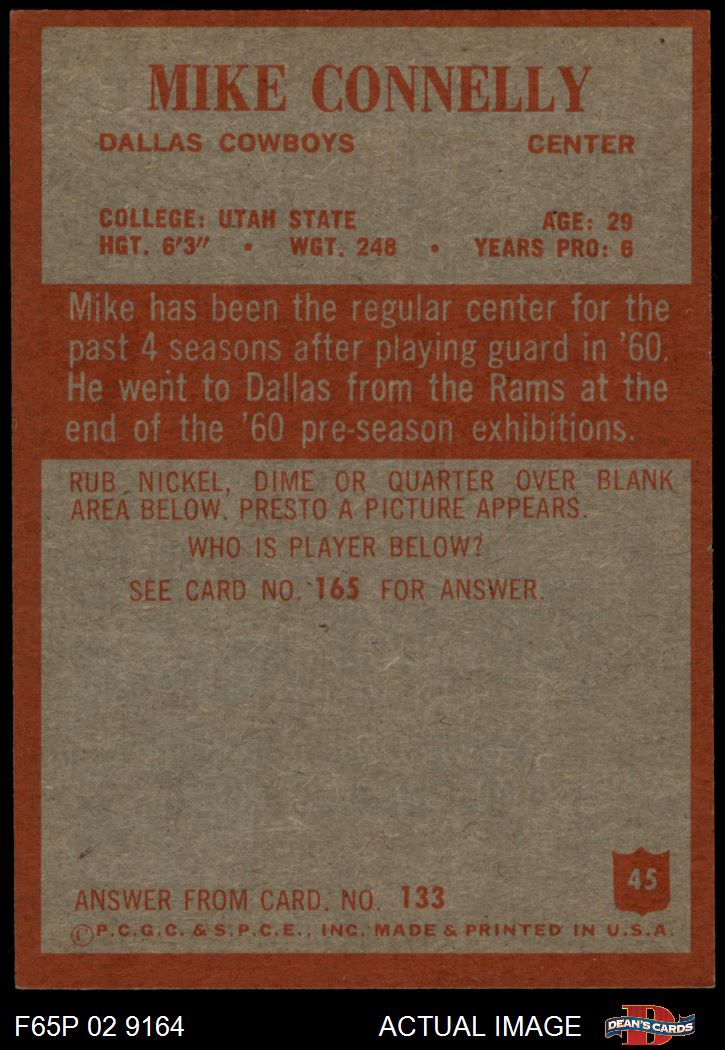 MIKE CONNELLY
DALLAS COWBOYS CENTER
COLLEGE: UTAH STATE AGE: 29
HGT. 6'3" • WGT. 248 • YEARS PRO: 6
Mike has been the regular center for the
past 4 seasons after playing guard in '60.
He went to Dallas from the Rams at the
end of the '60 pre-season exhibitions.
RUB NICKEL, DIME OR QUARTER OVER BLANK
AREA BELOW. PRESTO A PICTURE APPEARS.
WHO IS PLAYER BELOW?
SEE CARD NO. 165 FOR ANSWER.
45
ANSWER FROM CARD. NO. 133
©P.C.G.C. & S.P.C.E., INC. MADE & PRINTED IN U.S.A.
F65P 02 9164 ACTUAL IMAGE D DEAN'S CARDS